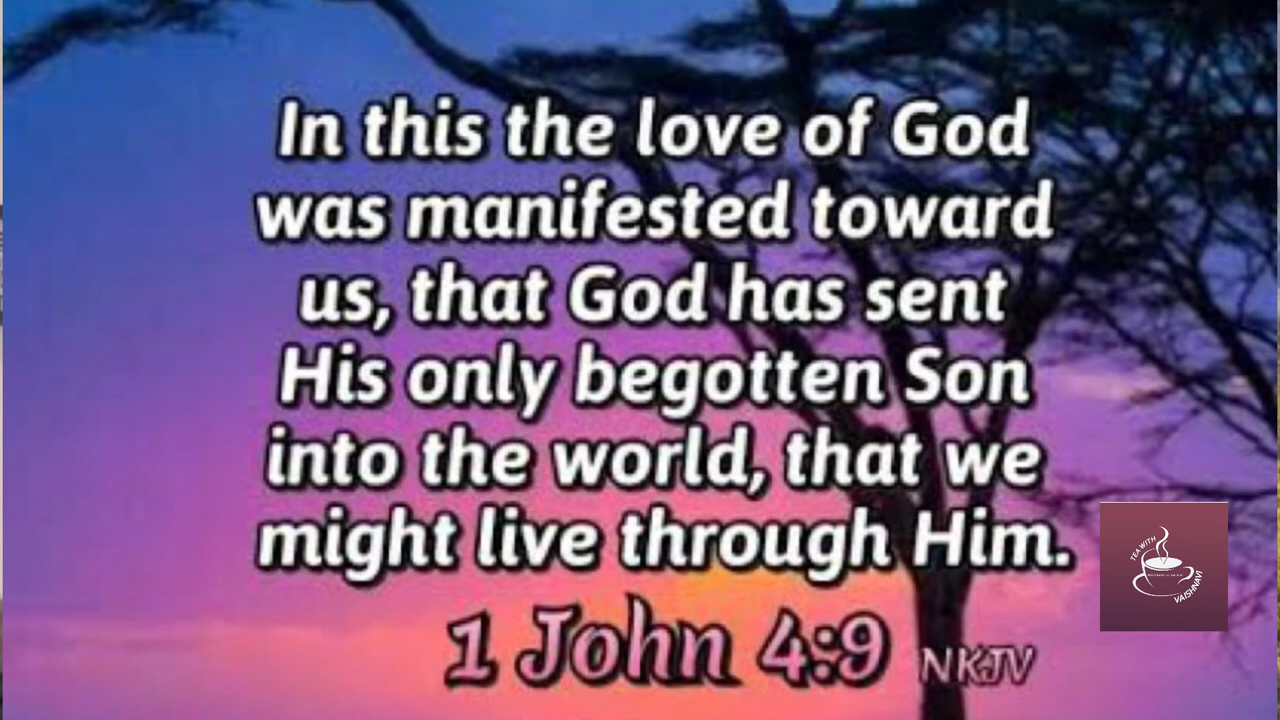 In this the love of God
was manifested toward
us, that God has sent
His only begotten Son
into the world, that we
might live through Him.
1 John 4:9 NKJV
TEA WITH
VAISHNAVI